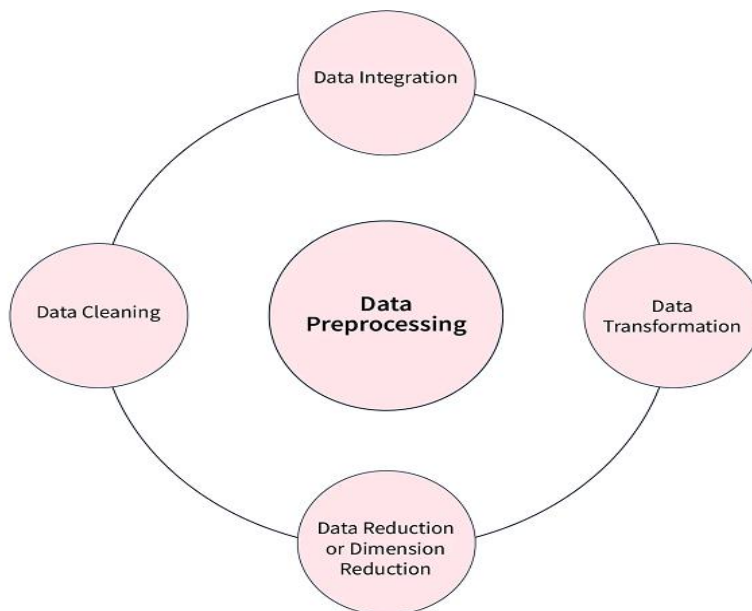 Data Integration
Data Cleaning
Data
Preprocessing
Data
Transformation
Data Reduction
or Dimension
Reduction